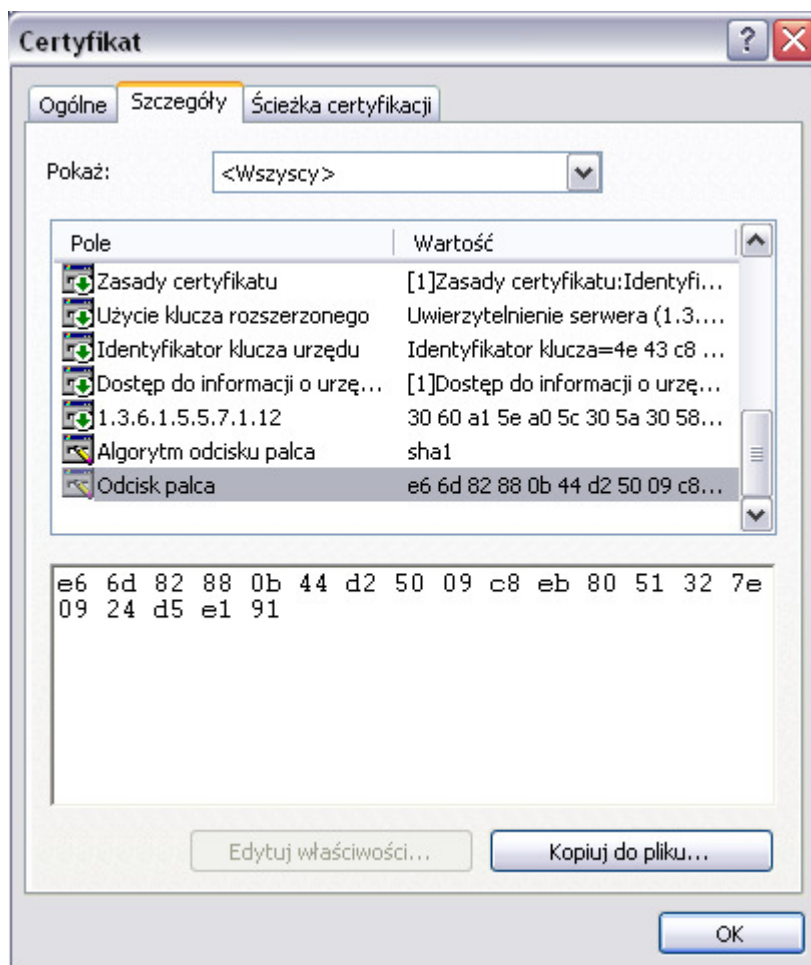 Certyfikat
Ogólne Szczegóły Ścieżka certyfikacji
Pokaż: <Wszyscy>
Pole Wartość
Zasady certyfikatu [1]Zasady certyfikatu:Identyfi...
Użycie klucza rozszerzonego Uwierzytelnienie serwera (1.3....
Identyfikator klucza urzędu Identyfikator klucza=4e 43 c8 ...
Dostęp do informacji o urzę... [1]Dostęp do informacji o urzę...
1.3.6.1.5.5.7.1.12 30 60 a1 5e a0 5c 30 5a 30 58...
Algorytm odcisku palca sha1
Odcisk palca e6 6d 82 88 0b 44 d2 50 09 c8...
e6 6d 82 88 0b 44 d2 50 09 c8 eb 80 51 32 7e
09 24 d5 e1 91
Edytuj właściwości... Kopiuj do pliku...
OK